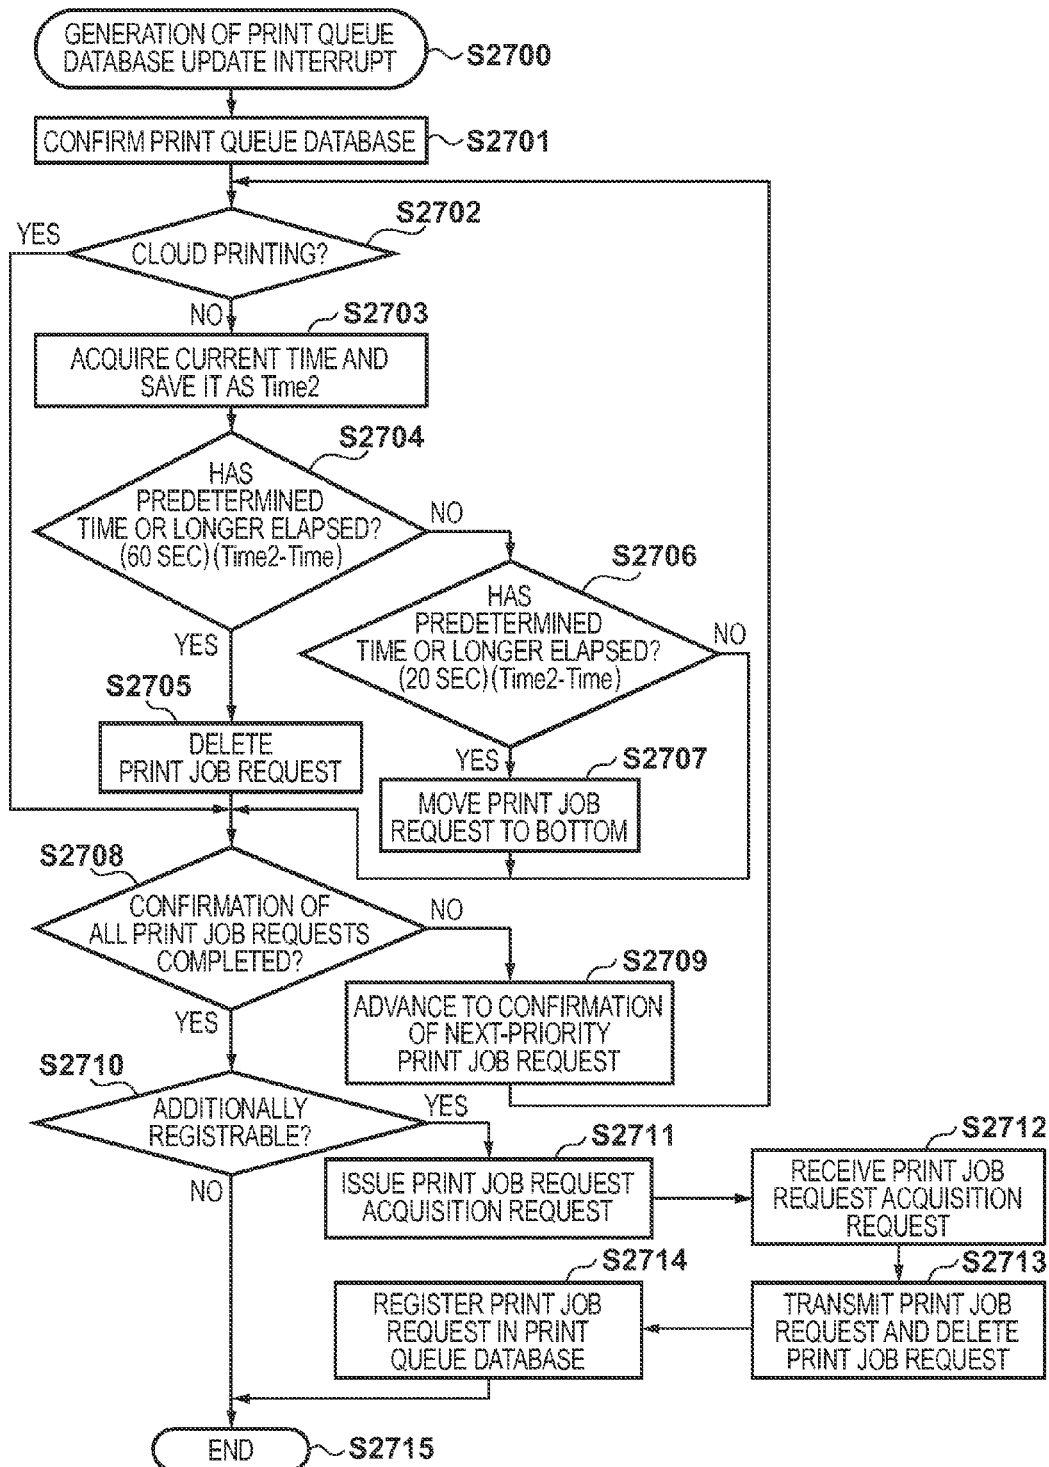 GENERATION OF PRINT QUEUE
DATABASE UPDATE INTERRUPT
S2700
CONFIRM PRINT QUEUE DATABASE
S2701
S2702
YES
CLOUD PRINTING?
NO
S2703
ACQUIRE CURRENT TIME AND
SAVE IT AS Time2
S2704
HAS
PREDETERMINED
TIME OR LONGER ELAPSED?
(60 SEC) (Time2-Time)
NO
S2706
HAS
PREDETERMINED
TIME OR LONGER ELAPSED?
(20 SEC) (Time2-Time)
NO
YES
S2705
DELETE
PRINT JOB REQUEST
YES
S2707
MOVE PRINT JOB
REQUEST TO BOTTOM
S2708
CONFIRMATION OF
ALL PRINT JOB REQUESTS
COMPLETED?
NO
S2709
ADVANCE TO CONFIRMATION
OF NEXT-PRIORITY
PRINT JOB REQUEST
YES
S2710
ADDITIONALLY
REGISTRABLE?
YES
S2711
ISSUE PRINT JOB REQUEST
ACQUISITION REQUEST
S2712
RECEIVE PRINT JOB
REQUEST ACQUISITION
REQUEST
NO
S2713
TRANSMIT PRINT JOB
REQUEST AND DELETE
PRINT JOB REQUEST
S2714
REGISTER PRINT JOB
REQUEST IN PRINT
QUEUE DATABASE
END
S2715